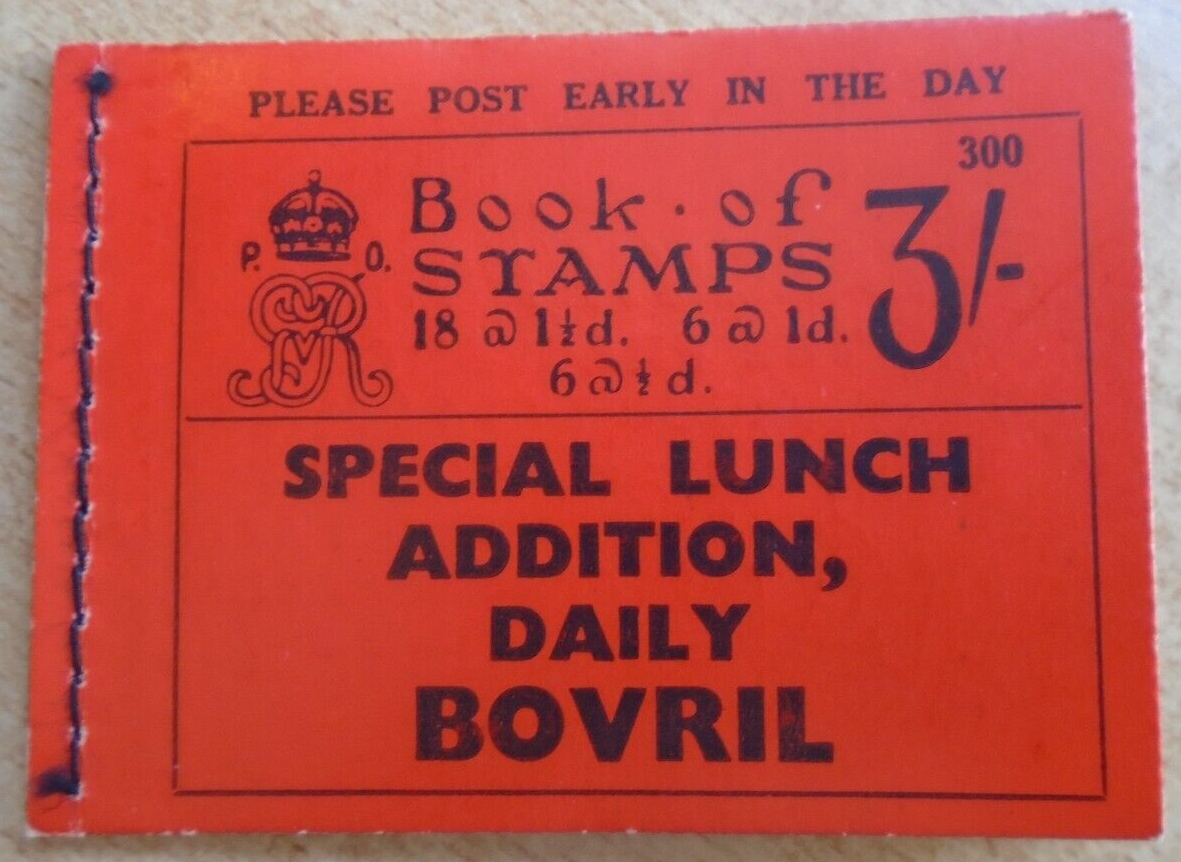 PLEASE POST EARLY IN THE DAY
300
Book · of
STAMPS
3/-
P. O.
GR
18 @ 1½d. 6 @ 1d.
6 @ ½d.
SPECIAL LUNCH
ADDITION,
DAILY
BOVRIL